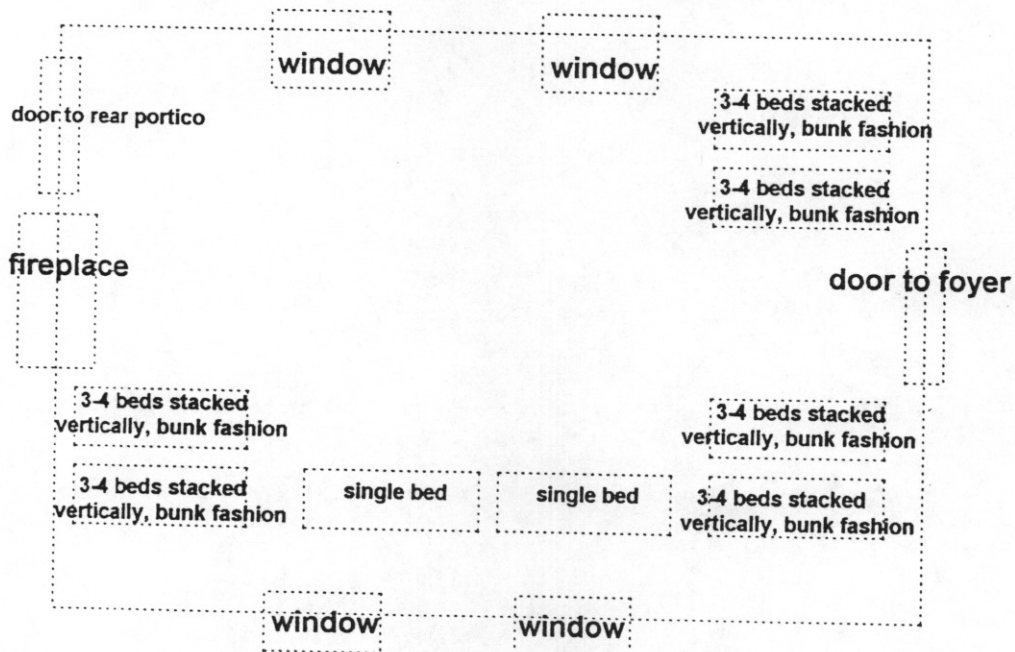 window
window
door to rear portico
3-4 beds stacked
vertically, bunk fashion
3-4 beds stacked
vertically, bunk fashion
fireplace
door to foyer
3-4 beds stacked
vertically, bunk fashion
3-4 beds stacked
vertically, bunk fashion
3-4 beds stacked
vertically, bunk fashion
single bed
single bed
3-4 beds stacked
vertically, bunk fashion
window
window